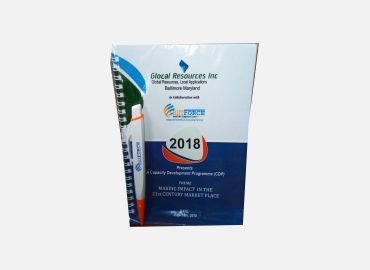 Glocal Resources Inc
Global Resources, Local Applications
Baltimore Maryland
in Collaboration with
2018
Presents
A Capacity Development Programme (CDP)
THEME
MAKING IMPACT IN THE
21st CENTURY MARKET PLACE